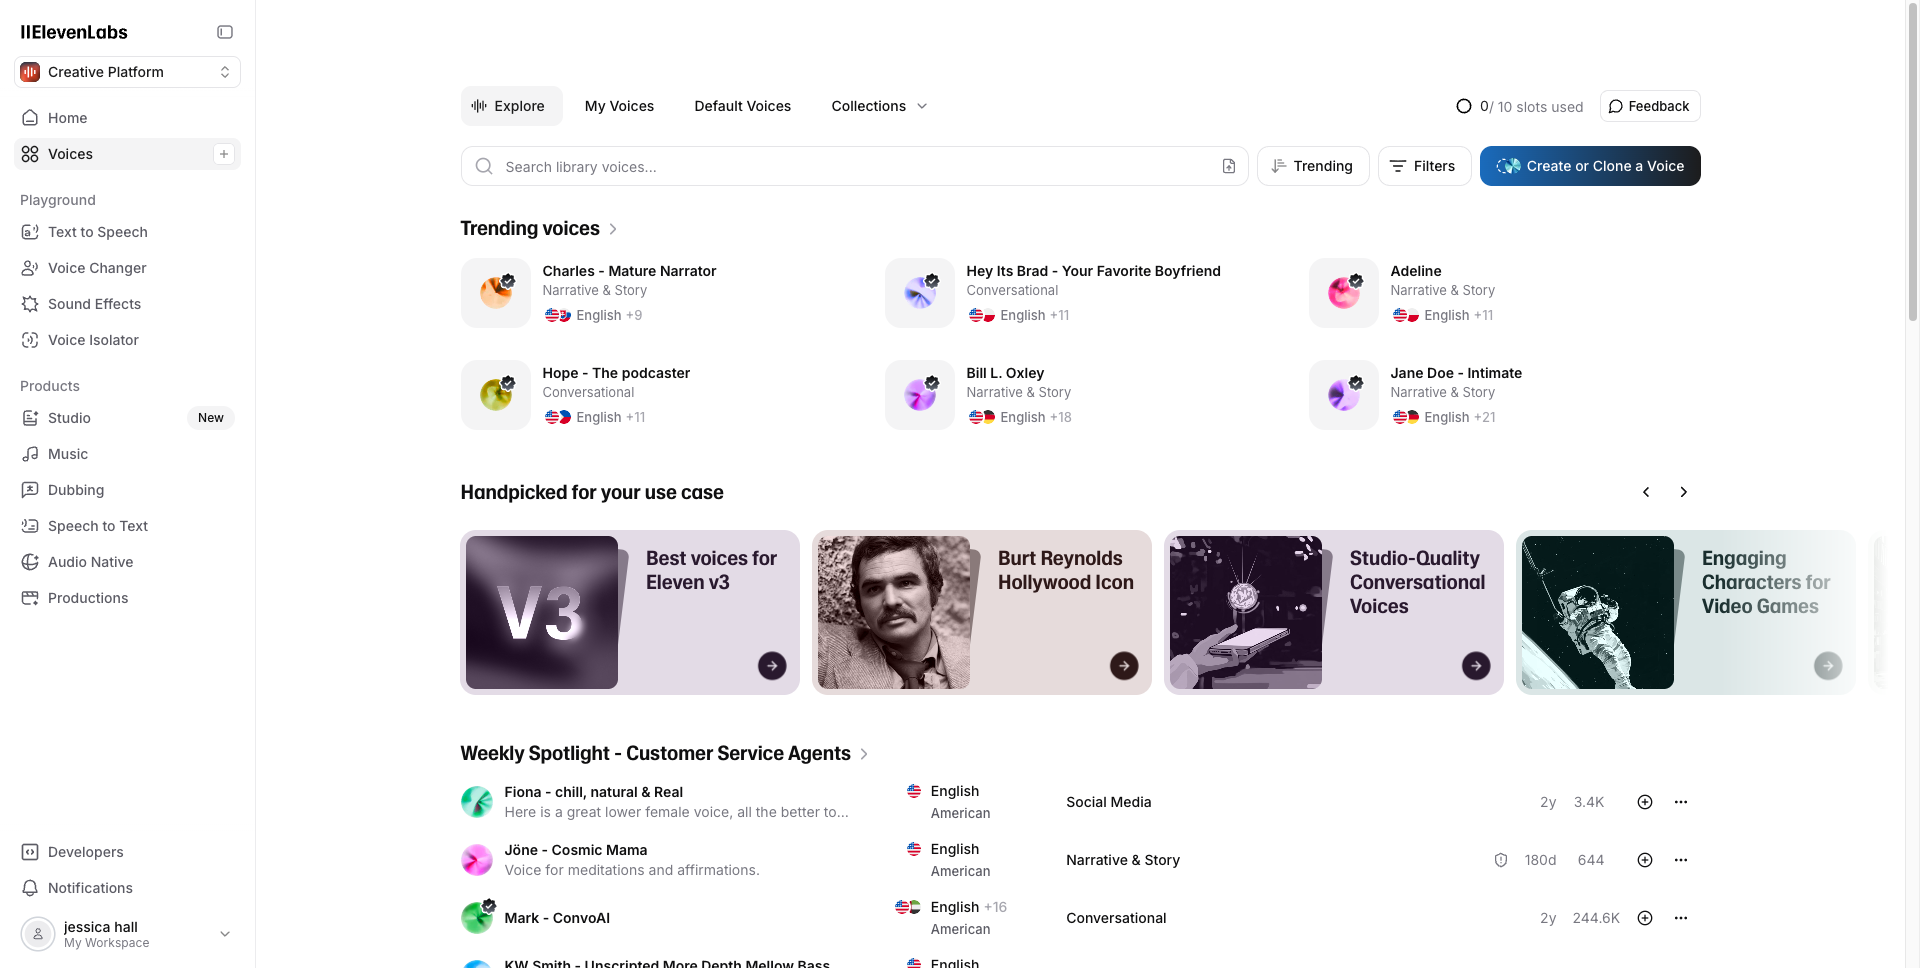 IIElevenLabs
Creative Platform
Home
Voices
Playground
Text to Speech
Voice Changer
Sound Effects
Voice Isolator
Products
Studio
New
Music
Dubbing
Speech to Text
Audio Native
Productions
Developers
Notifications
jessica hall
My Workspace
Explore
My Voices
Default Voices
Collections
0/ 10 slots used
Feedback
Search library voices...
Trending
Filters
Create or Clone a Voice
Trending voices
Charles - Mature Narrator
Narrative & Story
English +9
Hey Its Brad - Your Favorite Boyfriend
Conversational
English +11
Adeline
Narrative & Story
English +11
Hope - The podcaster
Conversational
English +11
Bill L. Oxley
Narrative & Story
English +18
Jane Doe - Intimate
Narrative & Story
English +21
Handpicked for your use case
V3
Best voices for
Eleven v3
Burt Reynolds
Hollywood Icon
Studio-Quality
Conversational
Voices
Engaging
Characters for
Video Games
Weekly Spotlight - Customer Service Agents
Fiona - chill, natural & Real
Here is a great lower female voice, all the better to...
English
American
Social Media
2y
3.4K
Jöne - Cosmic Mama
Voice for meditations and affirmations.
English
American
Narrative & Story
180d
644
Mark - ConvoAI
English +16
American
Conversational
2y
244.6K
KW Smith - Unscripted More Depth Mellow Bass
English